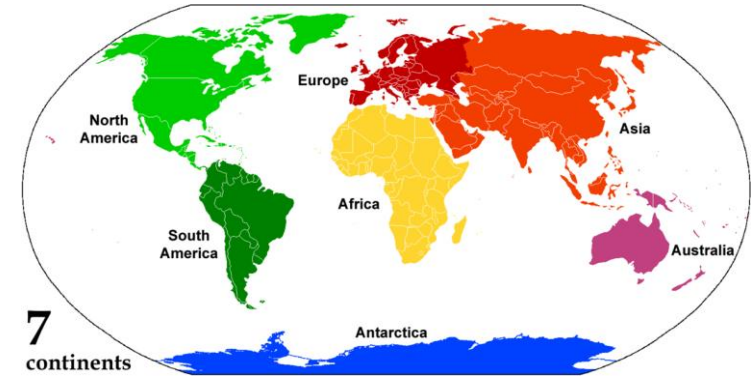 Europe
North
America
Asia
Africa
South
America
Australia
Antarctica
7
continents